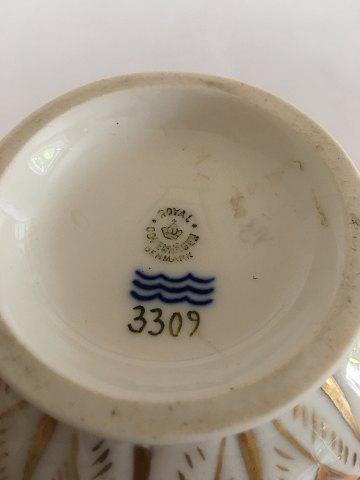 ROYAL
COPENHAGEN
DENMARK
3309